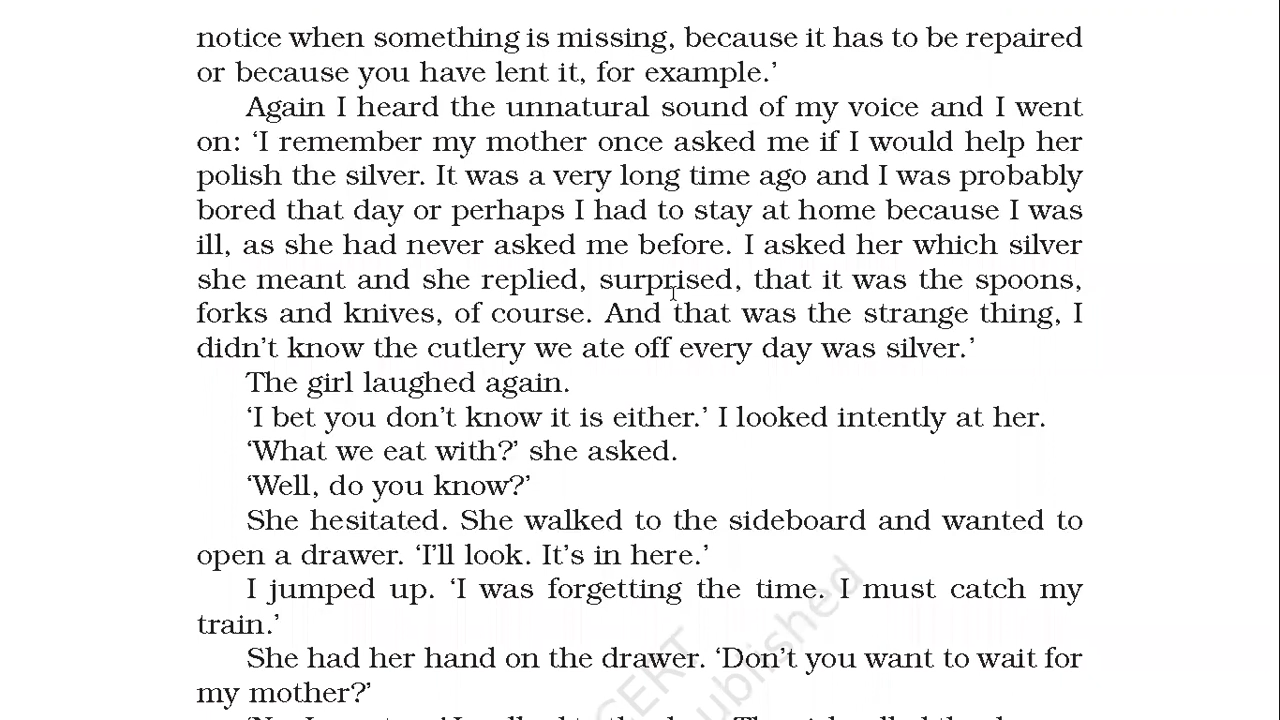 notice when something is missing, because it has to be repaired
or because you have lent it, for example.’
Again I heard the unnatural sound of my voice and I went
on: ‘I remember my mother once asked me if I would help her
polish the silver. It was a very long time ago and I was probably
bored that day or perhaps I had to stay at home because I was
ill, as she had never asked me before. I asked her which silver
she meant and she replied, surprised, that it was the spoons,
forks and knives, of course. And that was the strange thing, I
didn’t know the cutlery we ate off every day was silver.’
The girl laughed again.
‘I bet you don’t know it is either.’ I looked intently at her.
‘What we eat with?’ she asked.
‘Well, do you know?’
She hesitated. She walked to the sideboard and wanted to
open a drawer. ‘I’ll look. It’s in here.’
I jumped up. ‘I was forgetting the time. I must catch my
train.’
She had her hand on the drawer. ‘Don’t you want to wait for
my mother?’